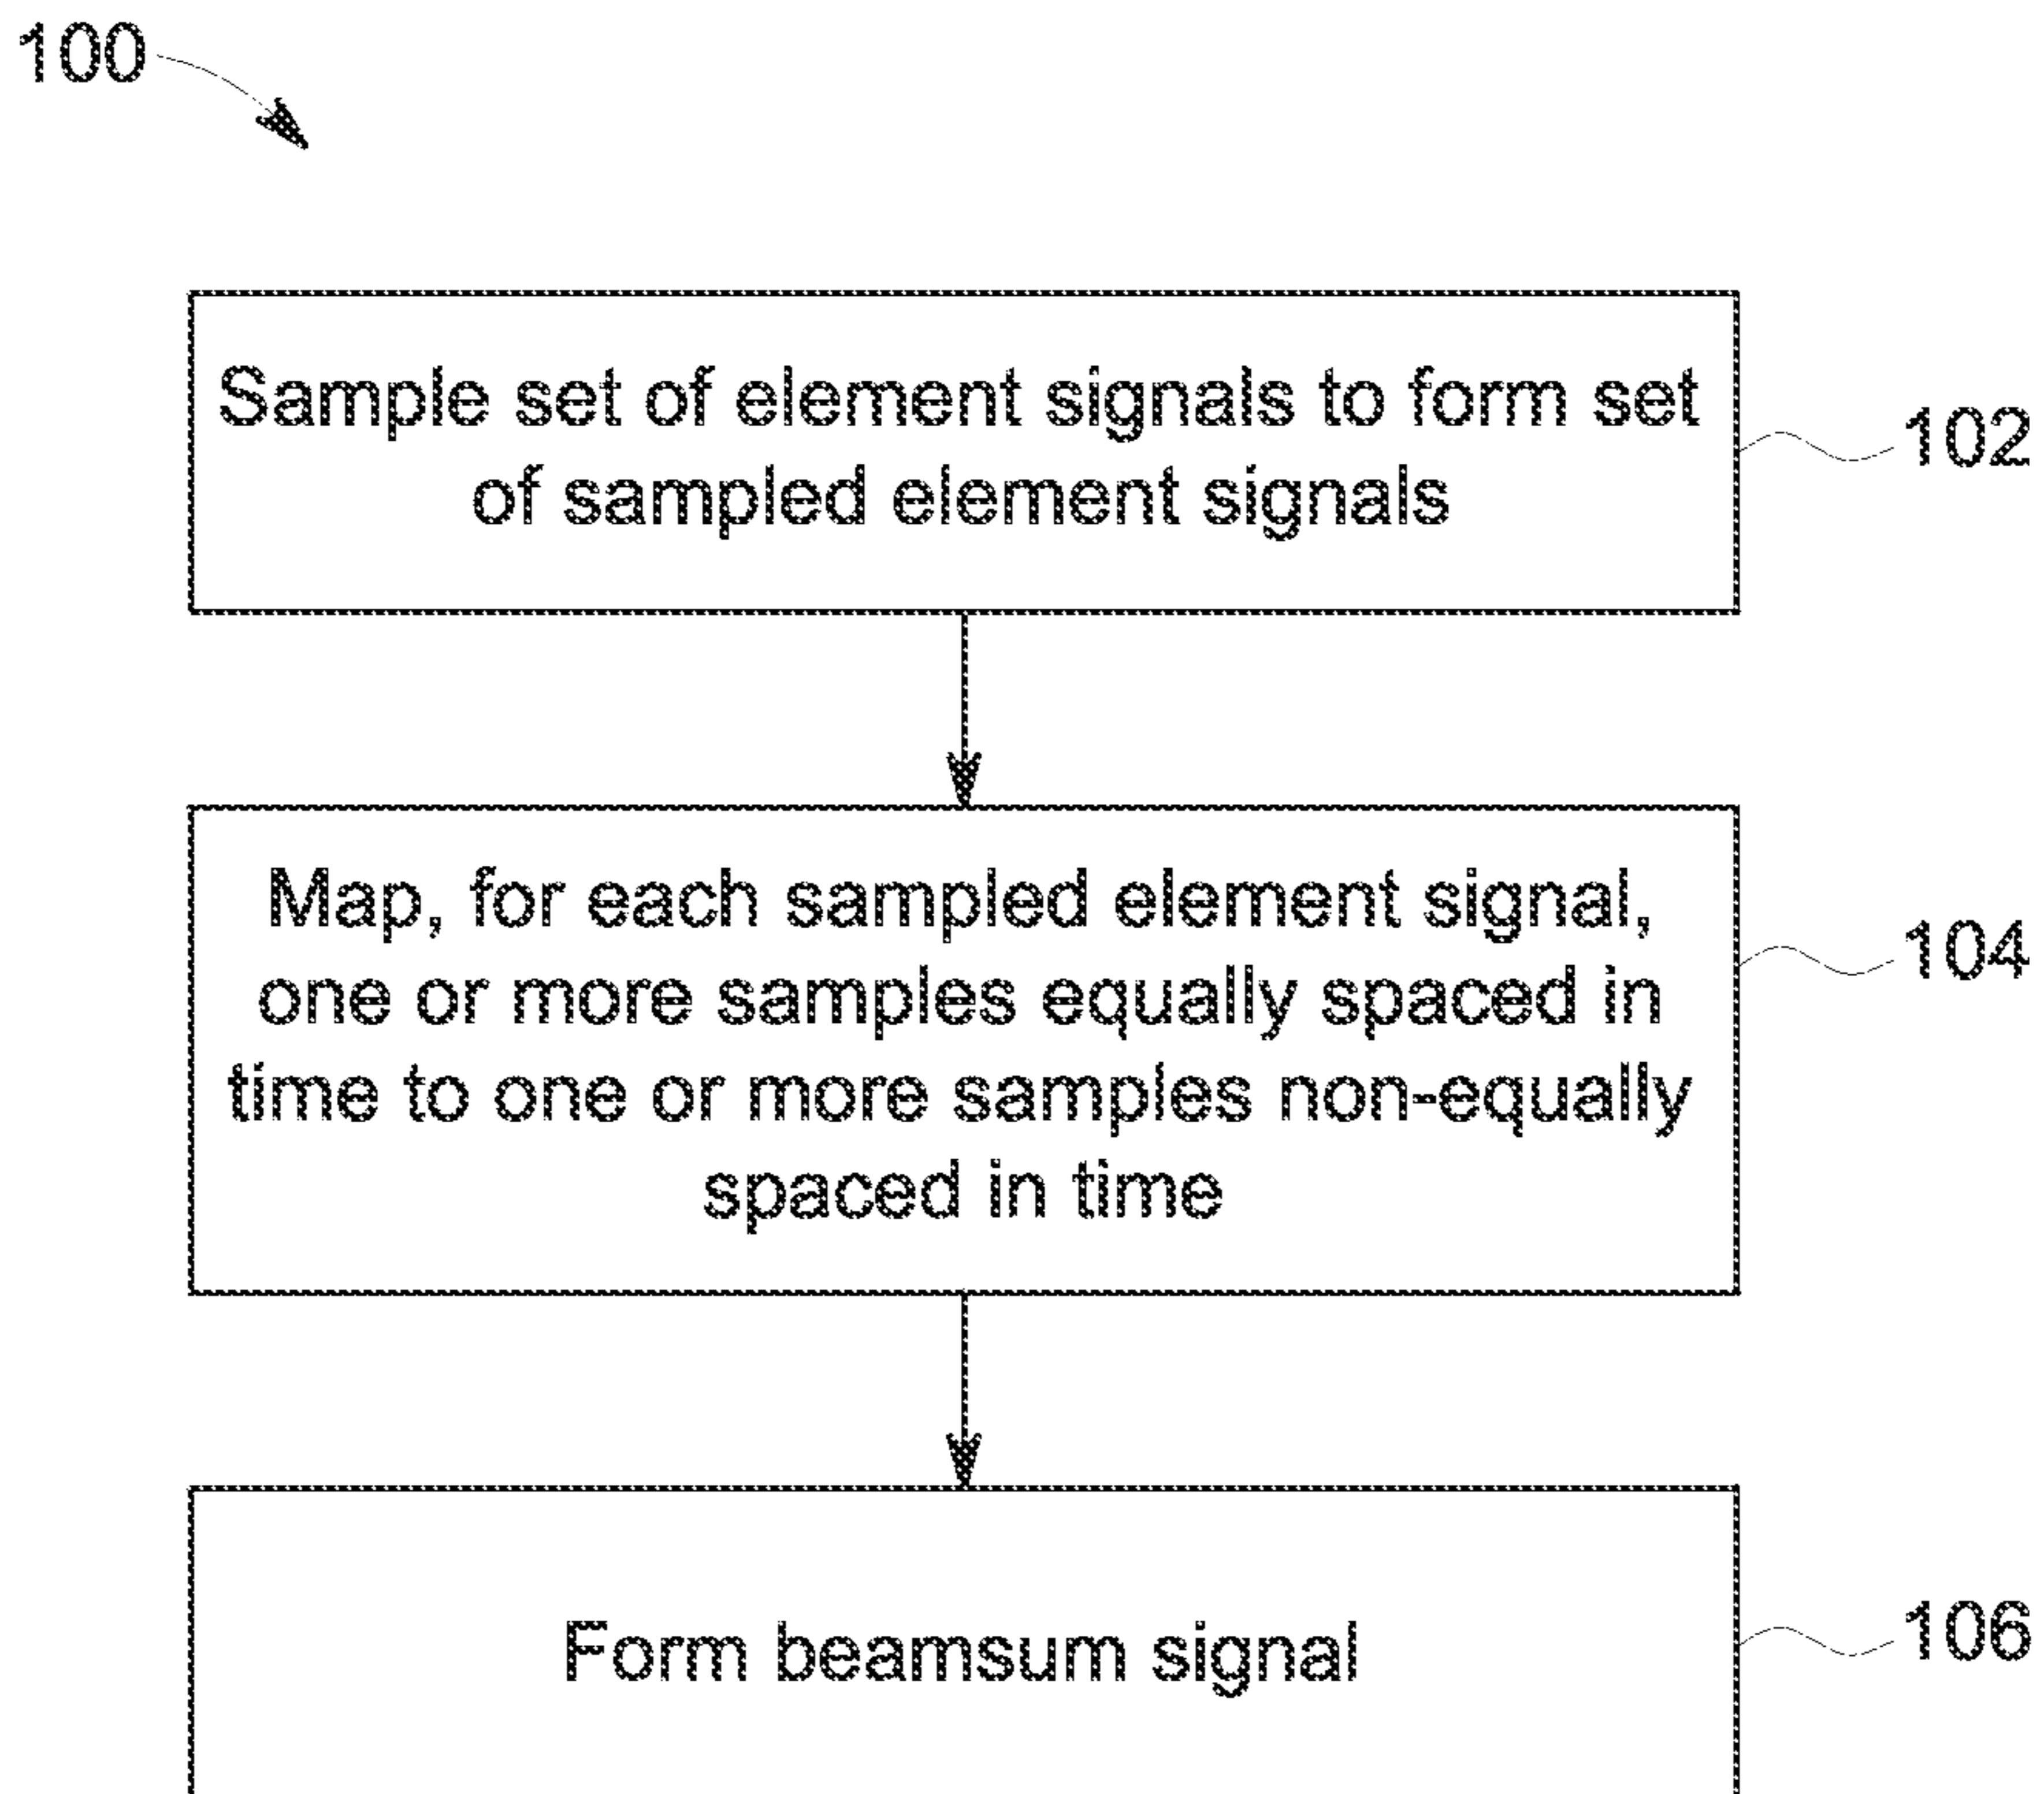 100
Sample set of element signals to form set
of sampled element signals
102
Map, for each sampled element signal,
one or more samples equally spaced in
time to one or more samples non-equally
spaced in time
104
Form beamsum signal
106